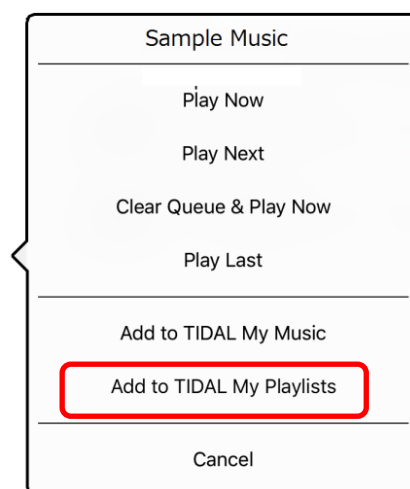 Sample Music
Play Now
Play Next
Clear Queue & Play Now
Play Last
Add to TIDAL My Music
Add to TIDAL My Playlists
Cancel